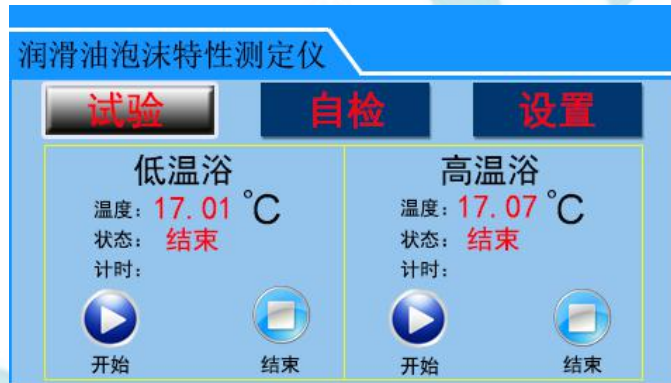 润滑油泡沫特性测定仪
试验 自检 设置
低温浴 高温浴
温度：17.01℃ 温度：17.07℃
状态：结束 状态：结束
计时： 计时：
开始 结束 开始 结束